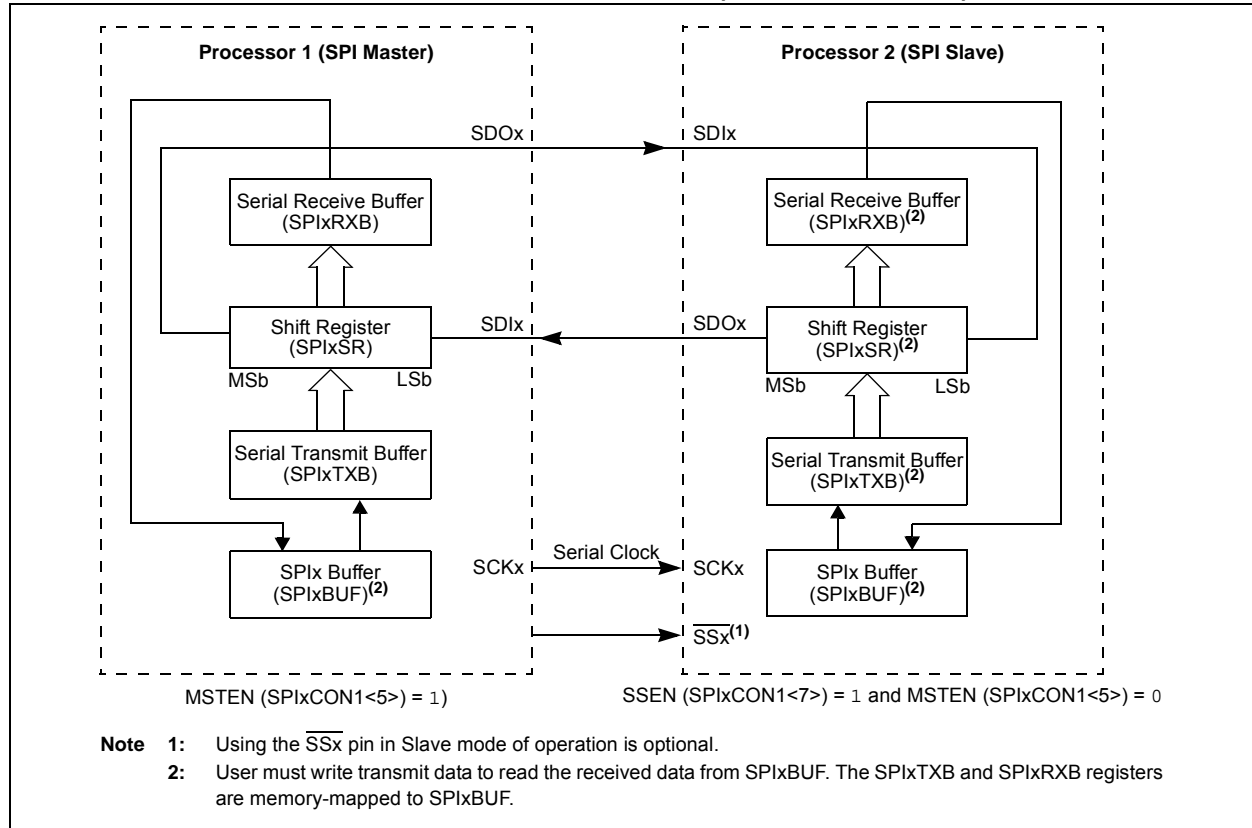 Processor 1 (SPI Master)
Processor 2 (SPI Slave)
SDOx
SDIx
Serial Receive Buffer
(SPIxRXB)
Serial Receive Buffer
(SPIxRXB)(2)
Shift Register
(SPIxSR)
SDIx
SDOx
Shift Register
(SPIxSR)(2)
MSb
LSb
MSb
LSb
Serial Transmit Buffer
(SPIxTXB)
Serial Transmit Buffer
(SPIxTXB)(2)
SPIx Buffer
(SPIxBUF)(2)
SCKx
Serial Clock
SCKx
SPIx Buffer
(SPIxBUF)(2)
SSx(1)
MSTEN (SPIxCON1<5>) = 1)
SSEN (SPIxCON1<7>) = 1 and MSTEN (SPIxCON1<5>) = 0
Note 1: Using the SSx pin in Slave mode of operation is optional.
2: User must write transmit data to read the received data from SPIxBUF. The SPIxTXB and SPIxRXB registers
are memory-mapped to SPIxBUF.